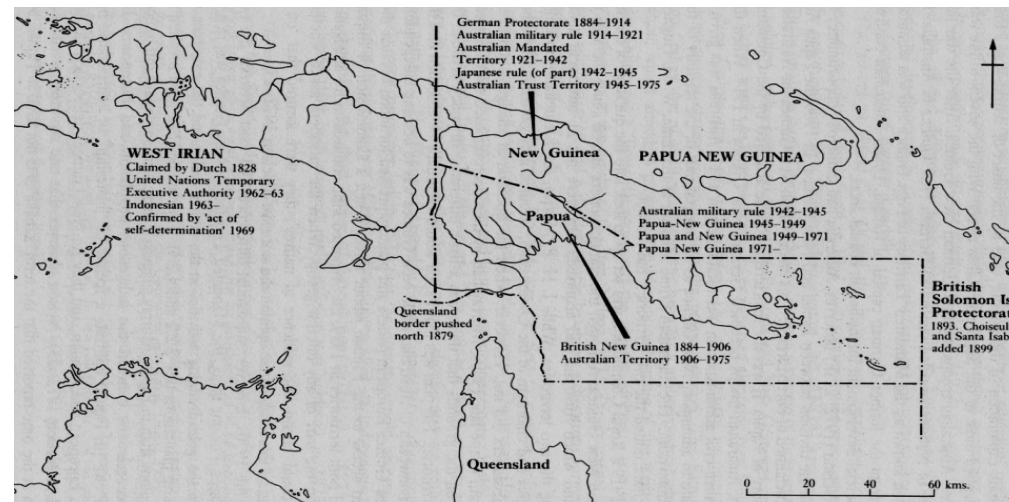 German Protectorate 1884–1914
Australian military rule 1914–1921
Australian Mandated
Territory 1921–1942
Japanese rule (of part) 1942–1945
Australian Trust Territory 1945–1975
WEST IRIAN
Claimed by Dutch 1828
United Nations Temporary
Executive Authority 1962–63
Indonesian 1963–
Confirmed by 'act of
self-determination' 1969
New Guinea
PAPUA NEW GUINEA
Papua
Australian military rule 1942–1945
Papua-New Guinea 1945–1949
Papua and New Guinea 1949–1971
Papua New Guinea 1971–
Queensland
border pushed
north 1879
British New Guinea 1884–1906
Australian Territory 1906–1975
British
Solomon Is
Protectorat
1893. Choiseul
and Santa Isab
added 1899
Queensland
0 20 40 60 kms.